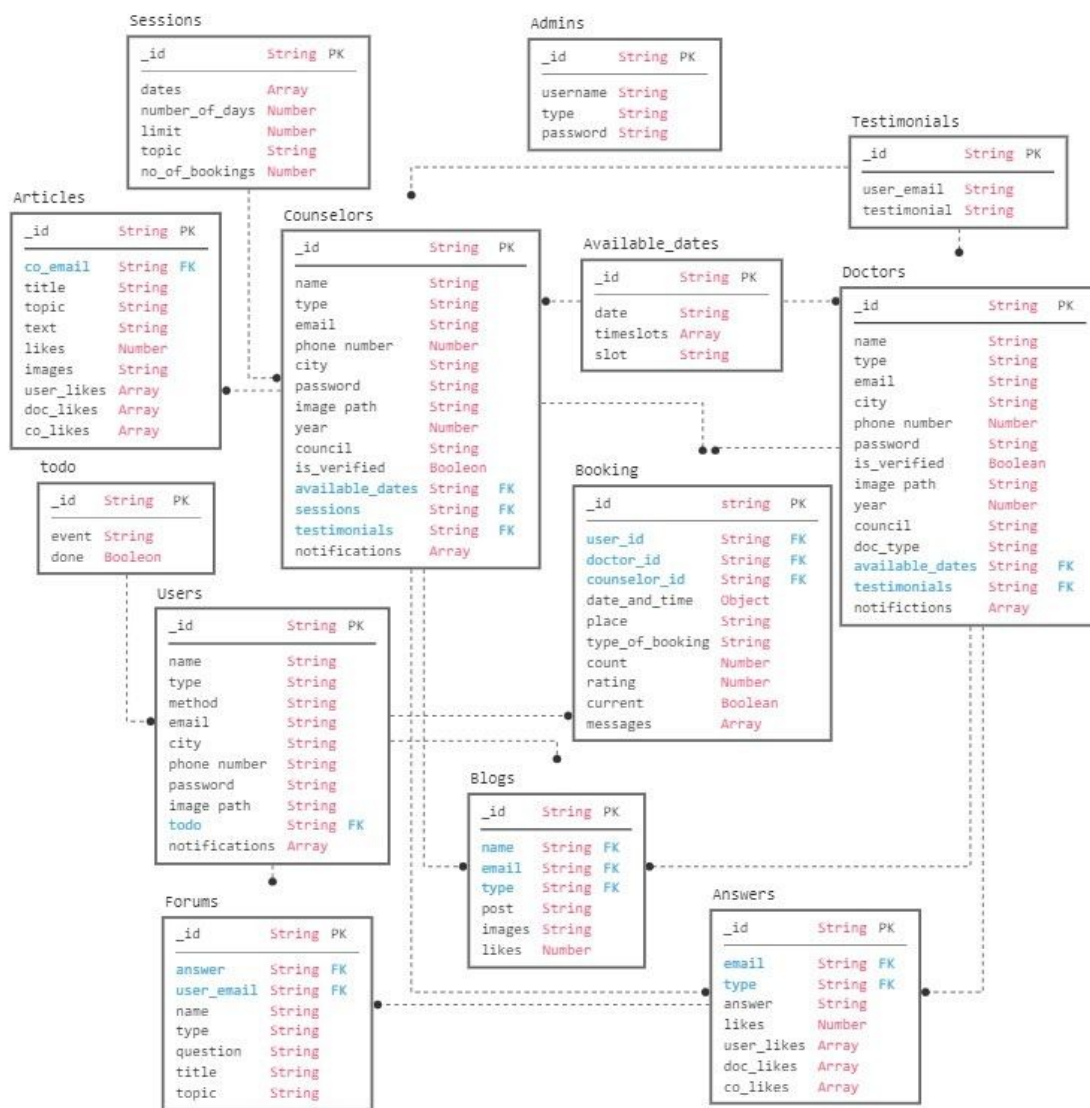 Sessions
_id String PK
dates Array
number_of_days Number
limit Number
topic String
no_of_bookings Number
Admins
_id String PK
username String
type String
password String
Testimonials
_id String PK
user_email String
testimonial String
Articles
_id String PK
co_email String FK
title String
topic String
text String
likes Number
images String
user_likes Array
doc_likes Array
co_likes Array
Counselors
_id String PK
name String
type String
email String
phone number Number
city String
password String
image path String
year Number
council String
is_verified Booleon
available_dates String FK
sessions String FK
testimonials String FK
notifications Array
Available_dates
_id String PK
date String
timeslots Array
slot String
Doctors
_id String PK
name String
type String
email String
city String
phone number Number
password String
is_verified Boolean
image path String
year Number
council String
doc_type String
available_dates String FK
testimonials String FK
notifictions Array
todo
_id String PK
event String
done Booleon
Booking
_id string PK
user_id String FK
doctor_id String FK
counselor_id String FK
date_and_time Object
place String
type_of_booking String
count Number
rating Number
current Boolean
messages Array
Users
_id String PK
name String
type String
method String
email String
city String
phone number String
password String
image path String
todo String FK
notifications Array
Blogs
_id String PK
name String FK
email String FK
type String FK
post String
images String
likes Number
Forums
_id String PK
answer String FK
user_email String FK
name String
type String
question String
title String
topic String
Answers
_id String PK
email String FK
type String FK
answer String
likes Number
user_likes Array
doc_likes Array
co_likes Array